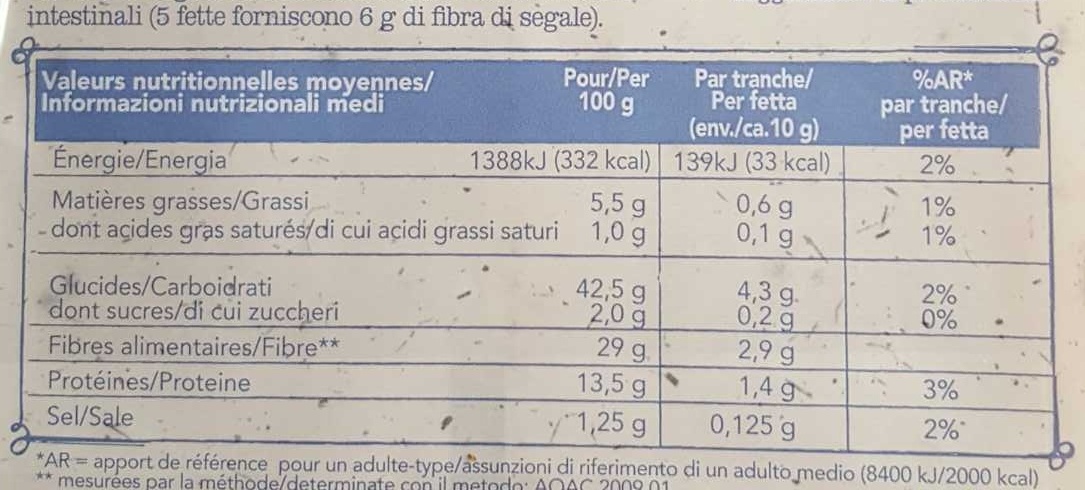 intestinali (5 fette forniscono 6 g di fibra di segale).
Valeurs nutritionnelles moyennes/
Informazioni nutrizionali medi
Pour/Per
100 g
Par tranche/
Per fetta
(env./ca.10 g)
%AR*
par tranche/
per fetta
Énergie/Energia 1388kJ (332 kcal) 139kJ (33 kcal) 2%
Matières grasses/Grassi 5,5 g 0,6 g 1%
- dont acides gras saturés/di cui acidi grassi saturi 1,0 g 0,1 g 1%
Glucides/Carboidrati 42,5 g 4,3 g 2%
dont sucres/di cui zuccheri 2,0 g 0,2 g 0%
Fibres alimentaires/Fibre** 29 g 2,9 g
Protéines/Proteine 13,5 g 1,4 g 3%
Sel/Sale 1,25 g 0,125 g 2%
*AR = apport de référence pour un adulte-type/assunzioni di riferimento di un adulto medio (8400 kJ/2000 kcal)
** mesurées par la méthode/determinate con il metodo: AOAC 2009.01